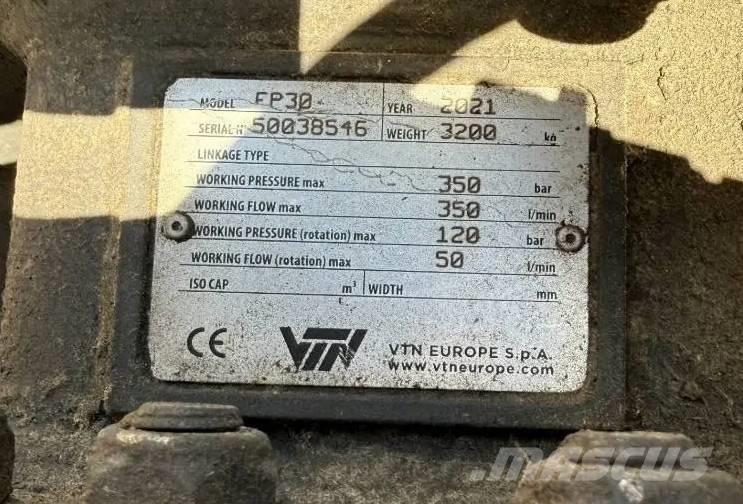 MODEL FP30
YEAR 2021
SERIAL N° 50038546
WEIGHT 3200 kg
LINKAGE TYPE
WORKING PRESSURE max 350 bar
WORKING FLOW max 350 l/min
WORKING PRESSURE (rotation) max 120 bar
WORKING FLOW (rotation) max 50 l/min
ISO CAP m³
WIDTH mm
CE
VTN
VTN EUROPE S.p.A.
www.vtneurope.com
MASCUS